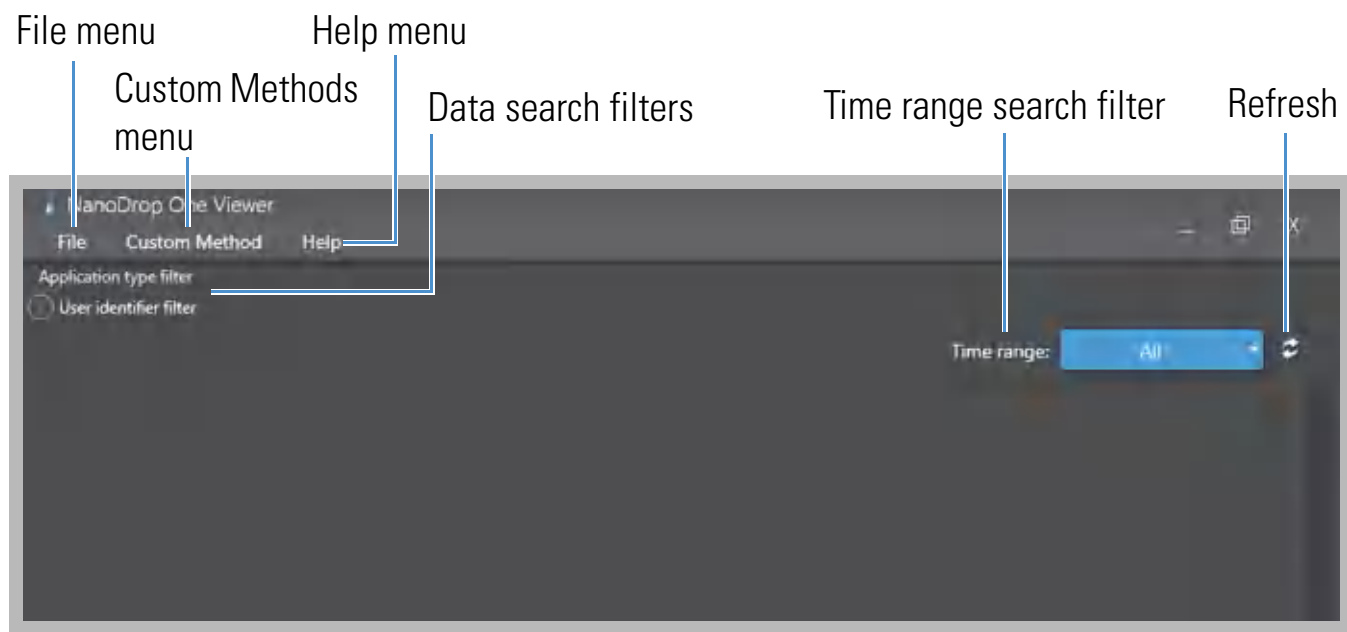 File menu
Help menu
Custom Methods
menu
Data search filters
Time range search filter
Refresh
NanoDrop One Viewer
File
Custom Method
Help
Application type filter
User identifier filter
Time range:
All